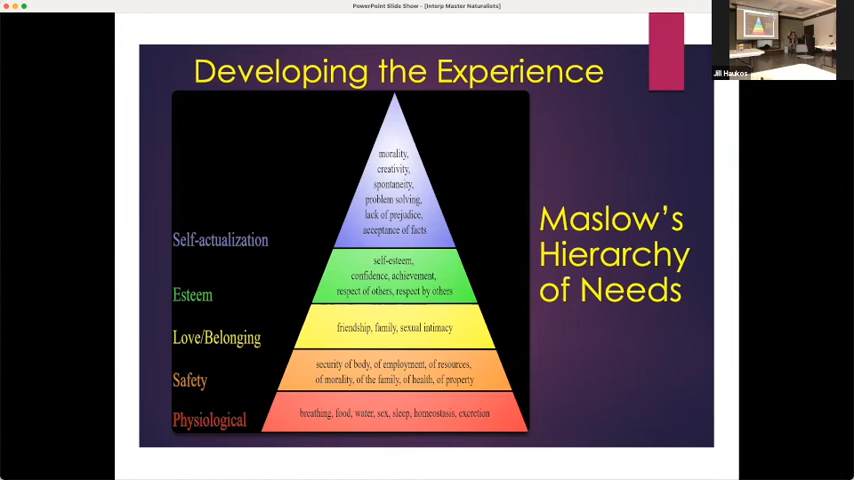 PowerPoint Slide Show - [Interp Master Naturalists]
Jill Haukos
Developing the Experience
morality,
creativity,
spontaneity,
problem solving,
lack of prejudice,
acceptance of facts
Self-actualization
self-esteem,
confidence, achievement,
respect of others, respect by others
Esteem
friendship, family, sexual intimacy
Love/Belonging
security of body, of employment, of resources,
of morality, of the family, of health, of property
Safety
breathing, food, water, sex, sleep, homeostasis, excretion
Physiological
Maslow's
Hierarchy
of Needs